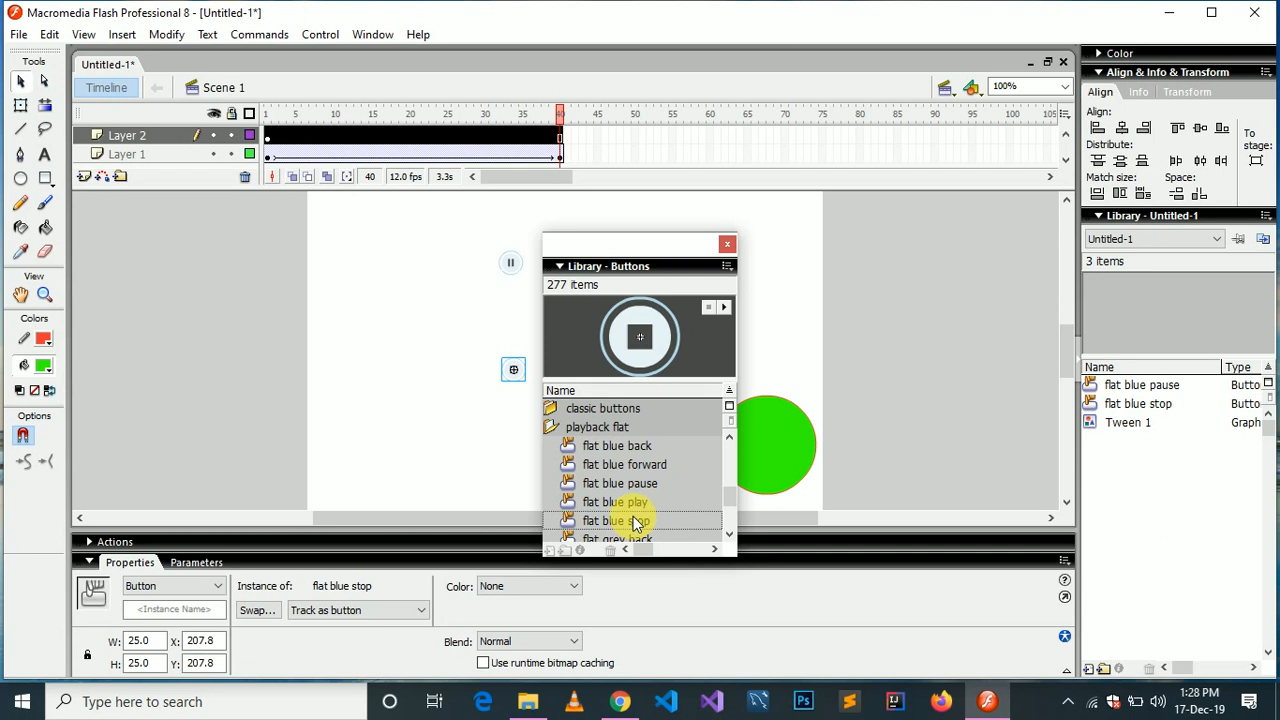 Macromedia Flash Professional 8 - [Untitled-1*]
File Edit View Insert Modify Text Commands Control Window Help
Tools
View
Colors
Options
Untitled-1*
Timeline
Scene 1
100%
1 5 10 15 20 25 30 35 40 45 50 55 60 65 70 75 80 85 90 95 100 105
Layer 2
Layer 1
40 12.0 fps 3.3s
Library - Buttons
277 items
Name
classic buttons
playback flat
flat blue back
flat blue forward
flat blue pause
flat blue play
flat blue stop
flat grey back
Color
Align & Info & Transform
Align Info Transform
Align:
Distribute:
Match size: Space:
To
stage:
Library - Untitled-1
Untitled-1
3 items
Name Type
flat blue pause Butto
flat blue stop Butto
Tween 1 Graph
Actions
Properties Parameters
Button Instance of: flat blue stop Color: None
<Instance Name> Swap... Track as button
W: 25.0 X: 207.8 Blend: Normal
H: 25.0 Y: 207.8 Use runtime bitmap caching
Type here to search
1:28 PM
17-Dec-19